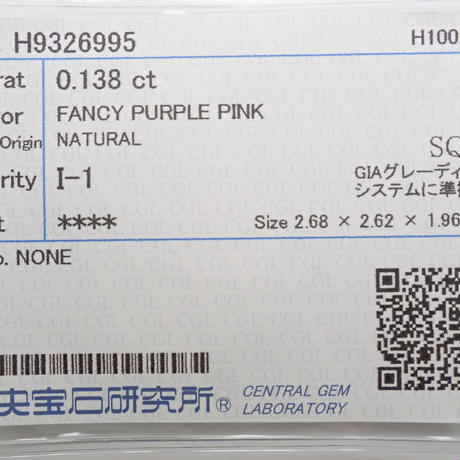 . H9326995 H100
rat 0.138 ct
or FANCY PURPLE PINK
Origin NATURAL
SQ
rity I-1
GIAグレーディ
システムに準拠
t **** Size 2.68 × 2.62 × 1.96
o. NONE
央宝石研究所® CENTRAL GEM
LABORATORY